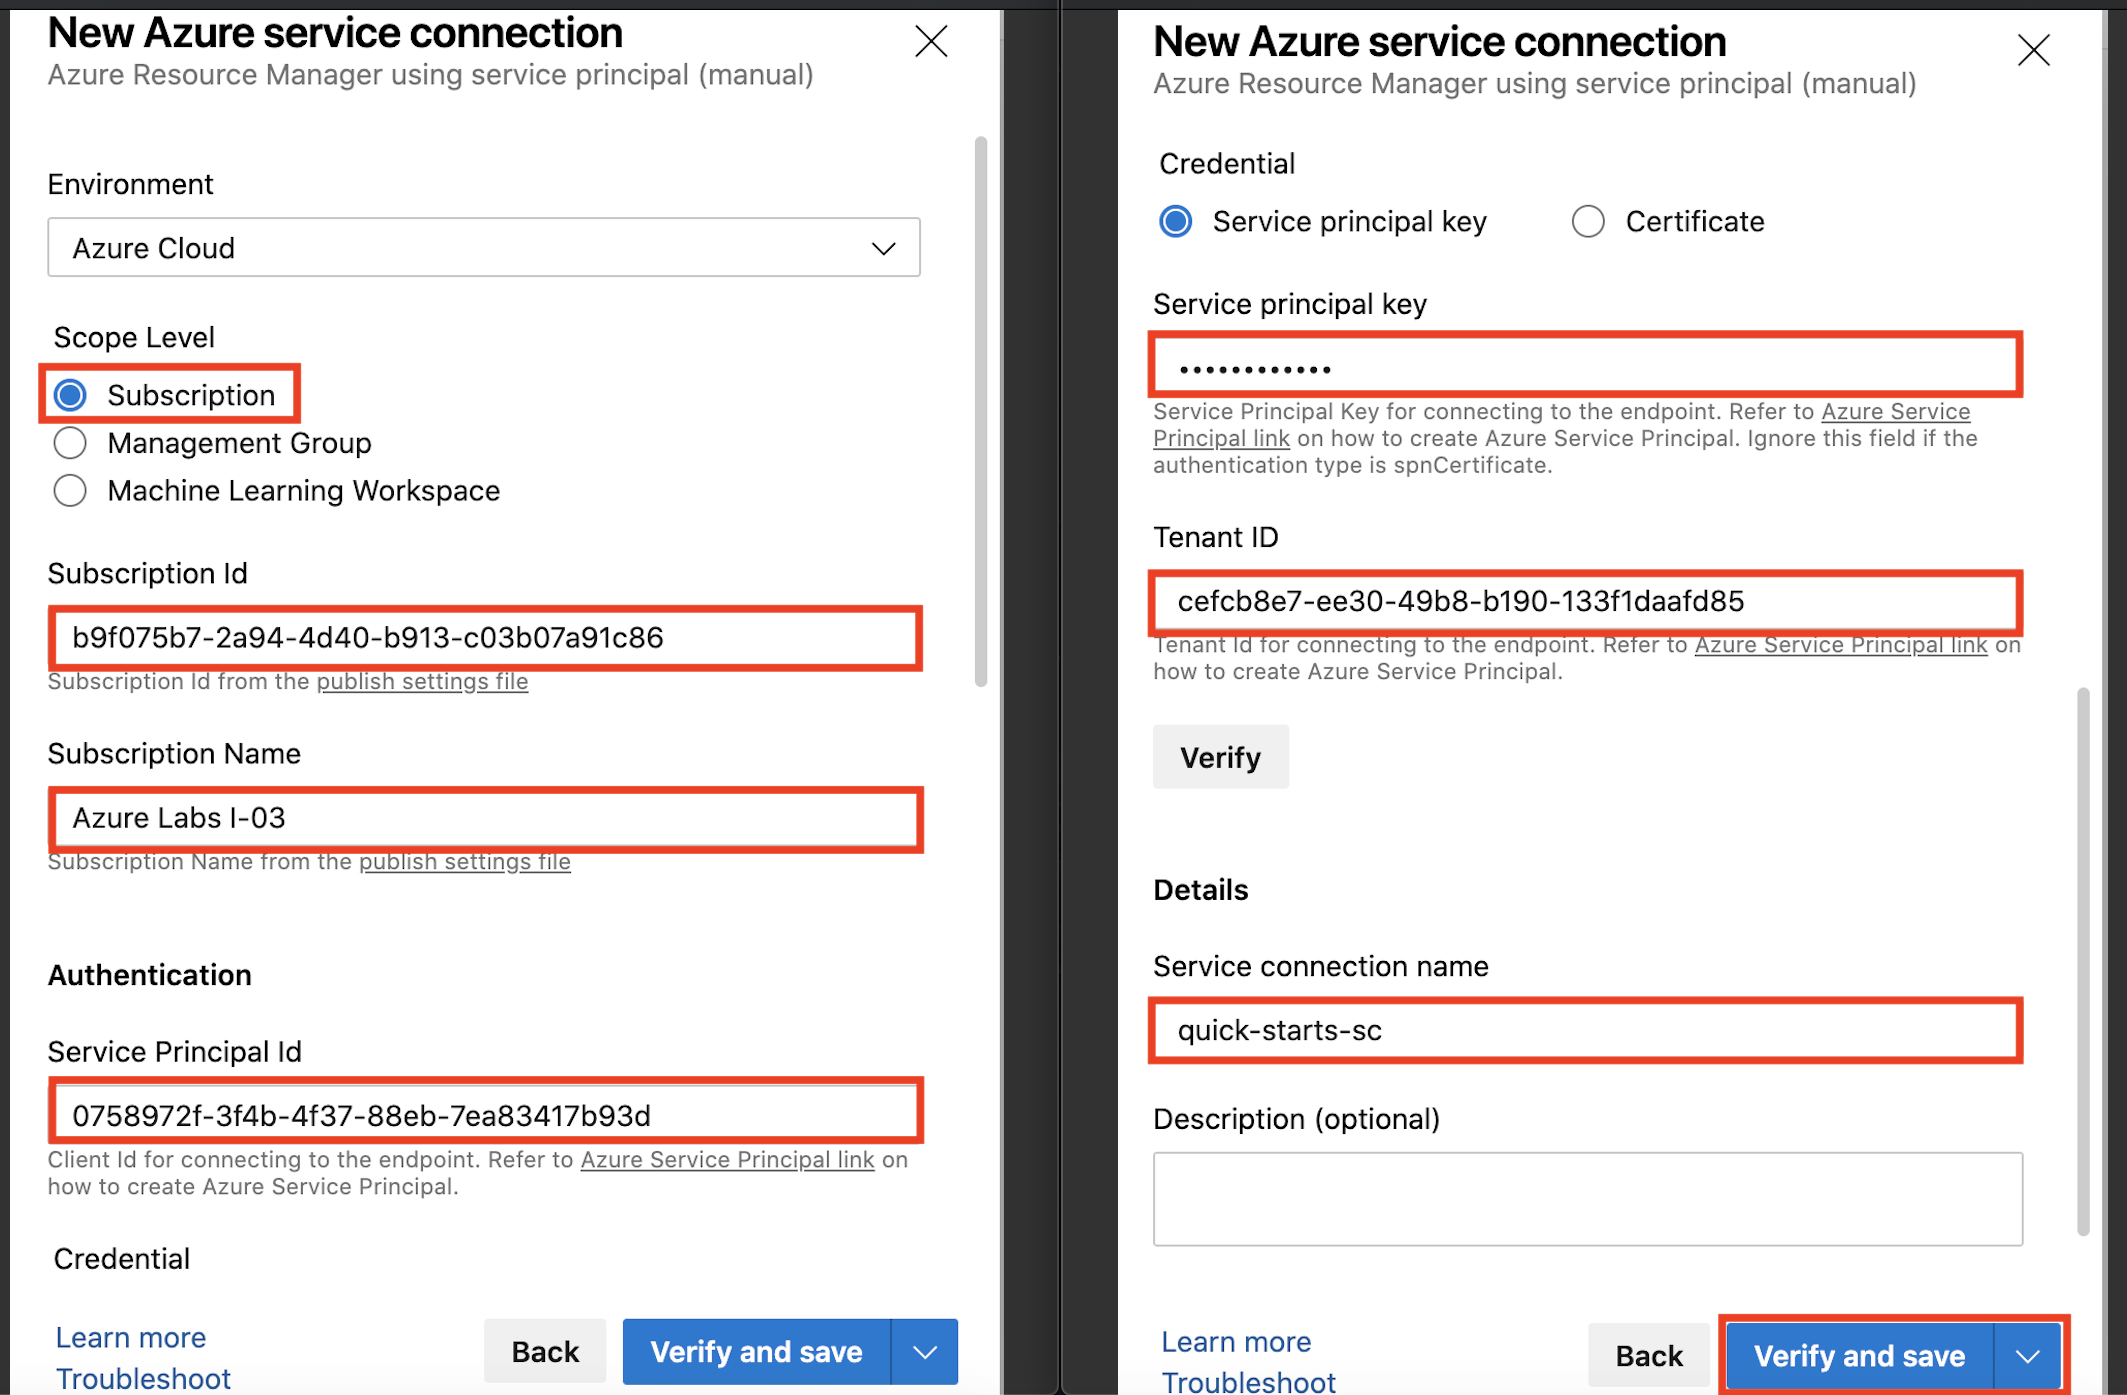 New Azure service connection
Azure Resource Manager using service principal (manual)
Environment
Azure Cloud
Scope Level
Subscription
Management Group
Machine Learning Workspace
Subscription Id
b9f075b7-2a94-4d40-b913-c03b07a91c86
Subscription Id from the publish settings file
Subscription Name
Azure Labs I-03
Subscription Name from the publish settings file
Authentication
Service Principal Id
0758972f-3f4b-4f37-88eb-7ea83417b93d
Client Id for connecting to the endpoint. Refer to Azure Service Principal link on
how to create Azure Service Principal.
Credential
Learn more
Troubleshoot
Back
Verify and save
New Azure service connection
Azure Resource Manager using service principal (manual)
Credential
Service principal key
Certificate
Service principal key
••••••••••••
Service Principal Key for connecting to the endpoint. Refer to Azure Service
Principal link on how to create Azure Service Principal. Ignore this field if the
authentication type is spnCertificate.
Tenant ID
cefcb8e7-ee30-49b8-b190-133f1daafd85
Tenant Id for connecting to the endpoint. Refer to Azure Service Principal link on
how to create Azure Service Principal.
Verify
Details
Service connection name
quick-starts-sc
Description (optional)
Learn more
Troubleshoot
Back
Verify and save